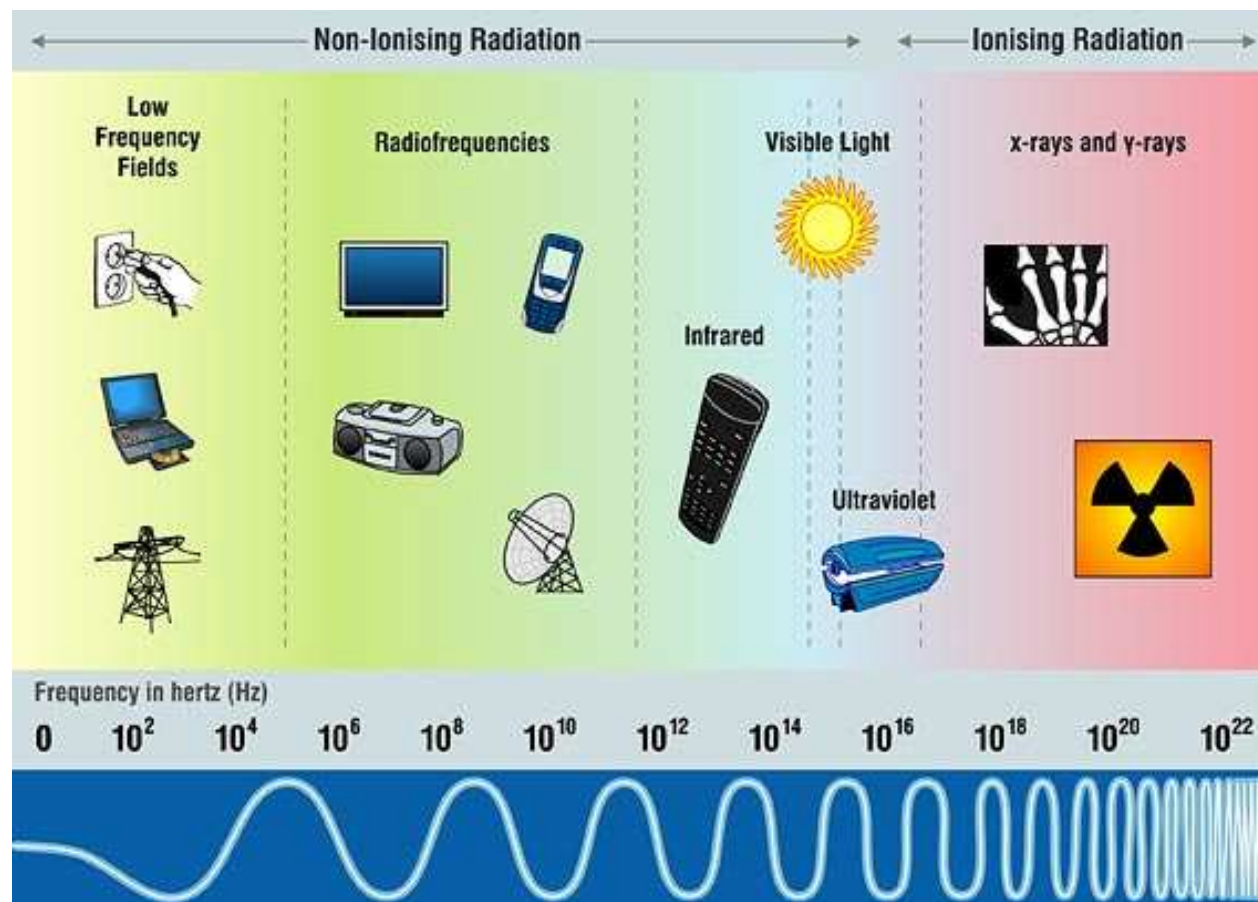 Non-Ionising Radiation
Ionising Radiation
Low
Frequency
Fields
Radiofrequencies
Visible Light
x-rays and γ-rays
Infrared
Ultraviolet
Frequency in hertz (Hz)
0 10² 10⁴ 10⁶ 10⁸ 10¹⁰ 10¹² 10¹⁴ 10¹⁶ 10¹⁸ 10²⁰ 10²²